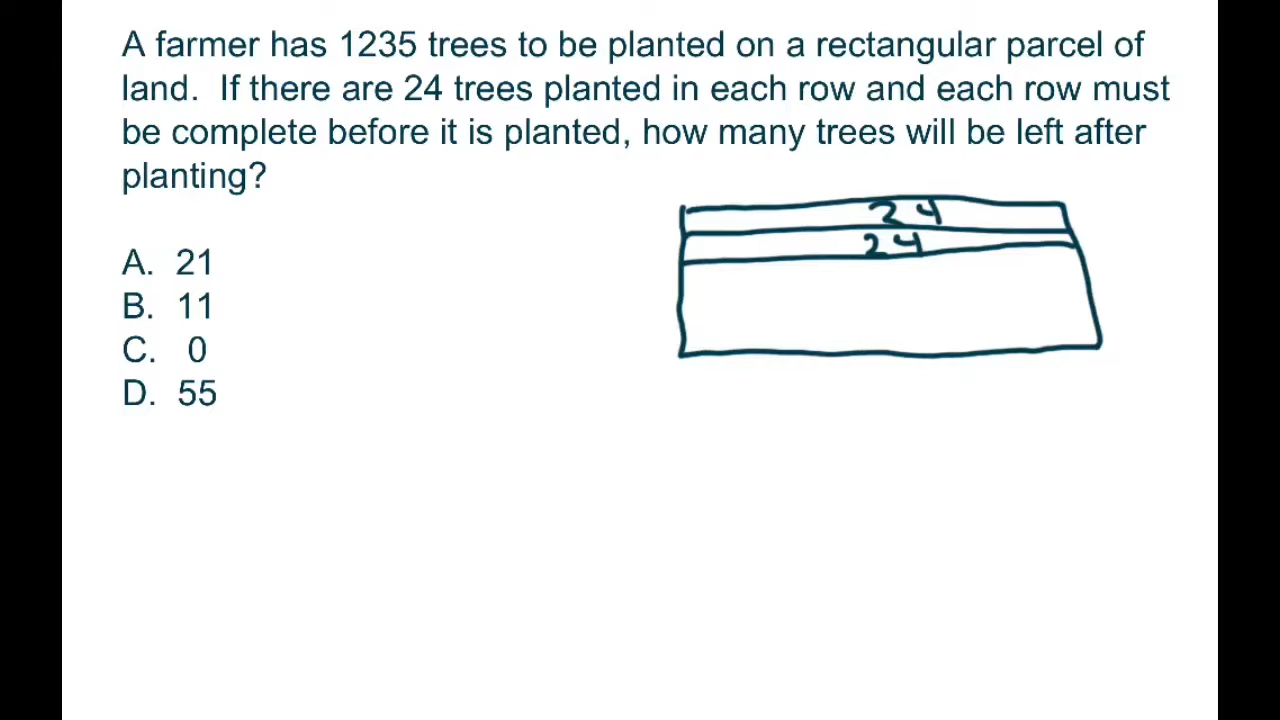 A farmer has 1235 trees to be planted on a rectangular parcel of
land. If there are 24 trees planted in each row and each row must
be complete before it is planted, how many trees will be left after
planting?
24
24
A. 21
B. 11
C. 0
D. 55